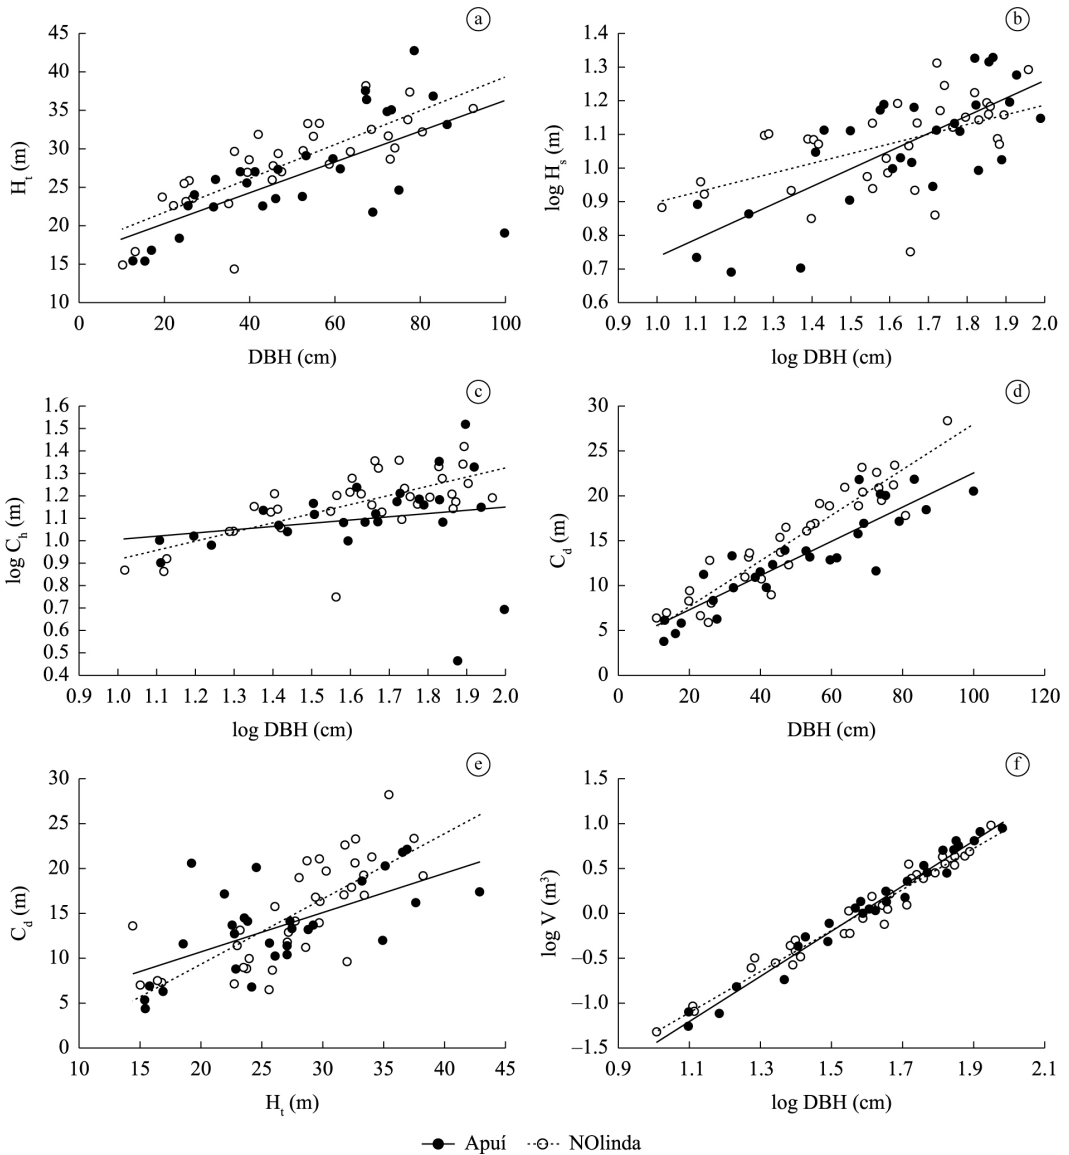 a
45
40
35
30
25
20
15
10
H_t (m)
0 20 40 60 80 100
DBH (cm)
b
1.4
1.3
1.2
1.1
1.0
0.9
0.8
0.7
0.6
log H_s (m)
0.9 1.0 1.1 1.2 1.3 1.4 1.5 1.6 1.7 1.8 1.9 2.0
log DBH (cm)
c
1.6
1.5
1.4
1.3
1.2
1.1
1.0
0.9
0.8
0.7
0.6
0.5
0.4
log C_h (m)
0.9 1.0 1.1 1.2 1.3 1.4 1.5 1.6 1.7 1.8 1.9 2.0
log DBH (cm)
d
30
25
20
15
10
5
0
C_d (m)
0 20 40 60 80 100 120
DBH (cm)
e
30
25
20
15
10
5
0
C_d (m)
10 15 20 25 30 35 40 45
H_t (m)
f
1.5
1.0
0.5
0.0
−0.5
−1.0
−1.5
log V (m³)
0.9 1.1 1.3 1.5 1.7 1.9 2.1
log DBH (cm)
Apuí NOlinda